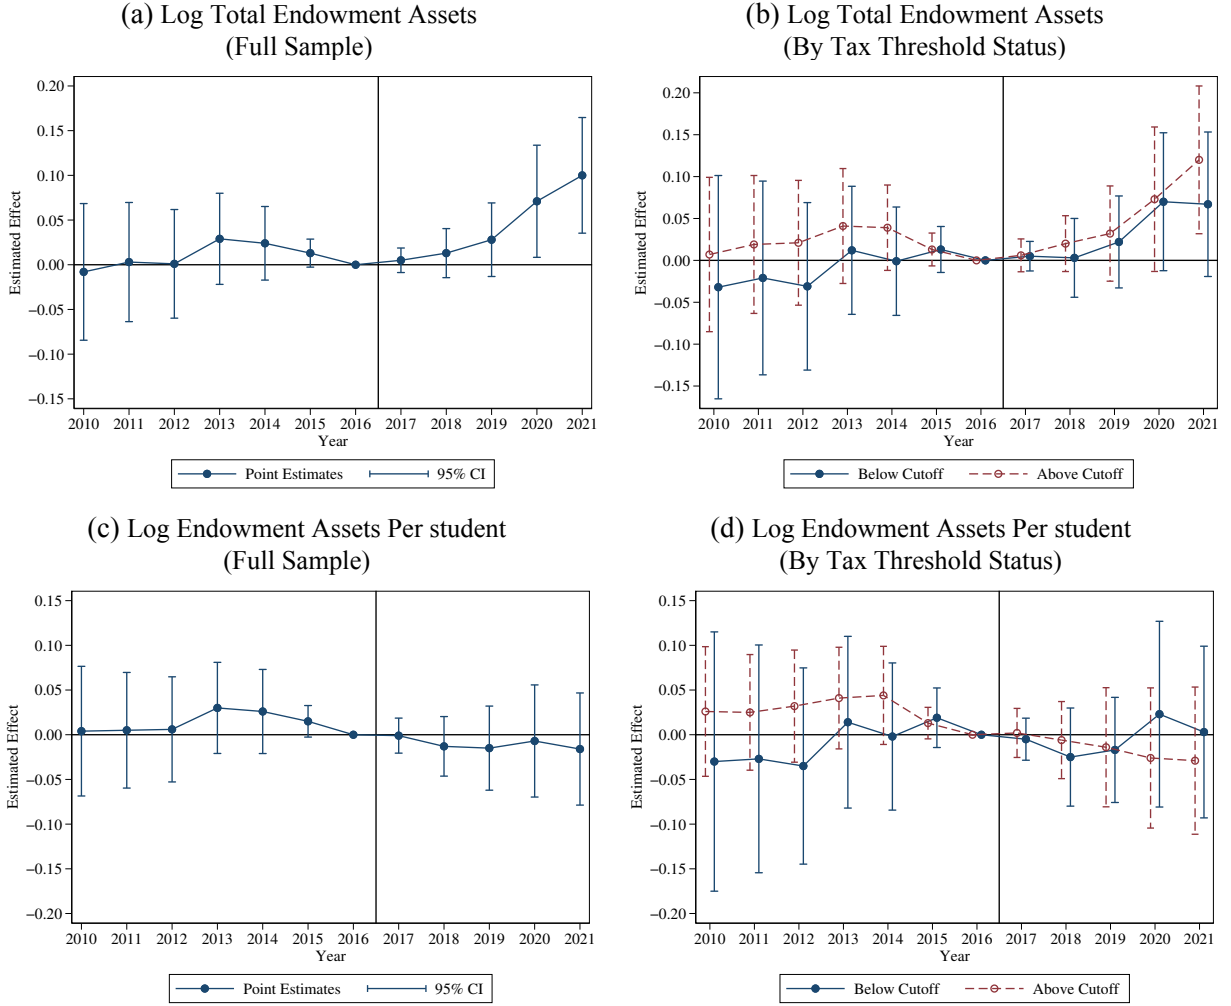 (a) Log Total Endowment Assets
(Full Sample)
Estimated Effect
0.20
0.15
0.10
0.05
0.00
−0.05
−0.10
−0.15
2010 2011 2012 2013 2014 2015 2016 2017 2018 2019 2020 2021
Year
Point Estimates 95% CI
(b) Log Total Endowment Assets
(By Tax Threshold Status)
Estimated Effect
0.20
0.15
0.10
0.05
0.00
−0.05
−0.10
−0.15
2010 2011 2012 2013 2014 2015 2016 2017 2018 2019 2020 2021
Year
Below Cutoff Above Cutoff
(c) Log Endowment Assets Per student
(Full Sample)
Estimated Effect
0.15
0.10
0.05
0.00
−0.05
−0.10
−0.15
−0.20
2010 2011 2012 2013 2014 2015 2016 2017 2018 2019 2020 2021
Year
Point Estimates 95% CI
(d) Log Endowment Assets Per student
(By Tax Threshold Status)
Estimated Effect
0.15
0.10
0.05
0.00
−0.05
−0.10
−0.15
−0.20
2010 2011 2012 2013 2014 2015 2016 2017 2018 2019 2020 2021
Year
Below Cutoff Above Cutoff